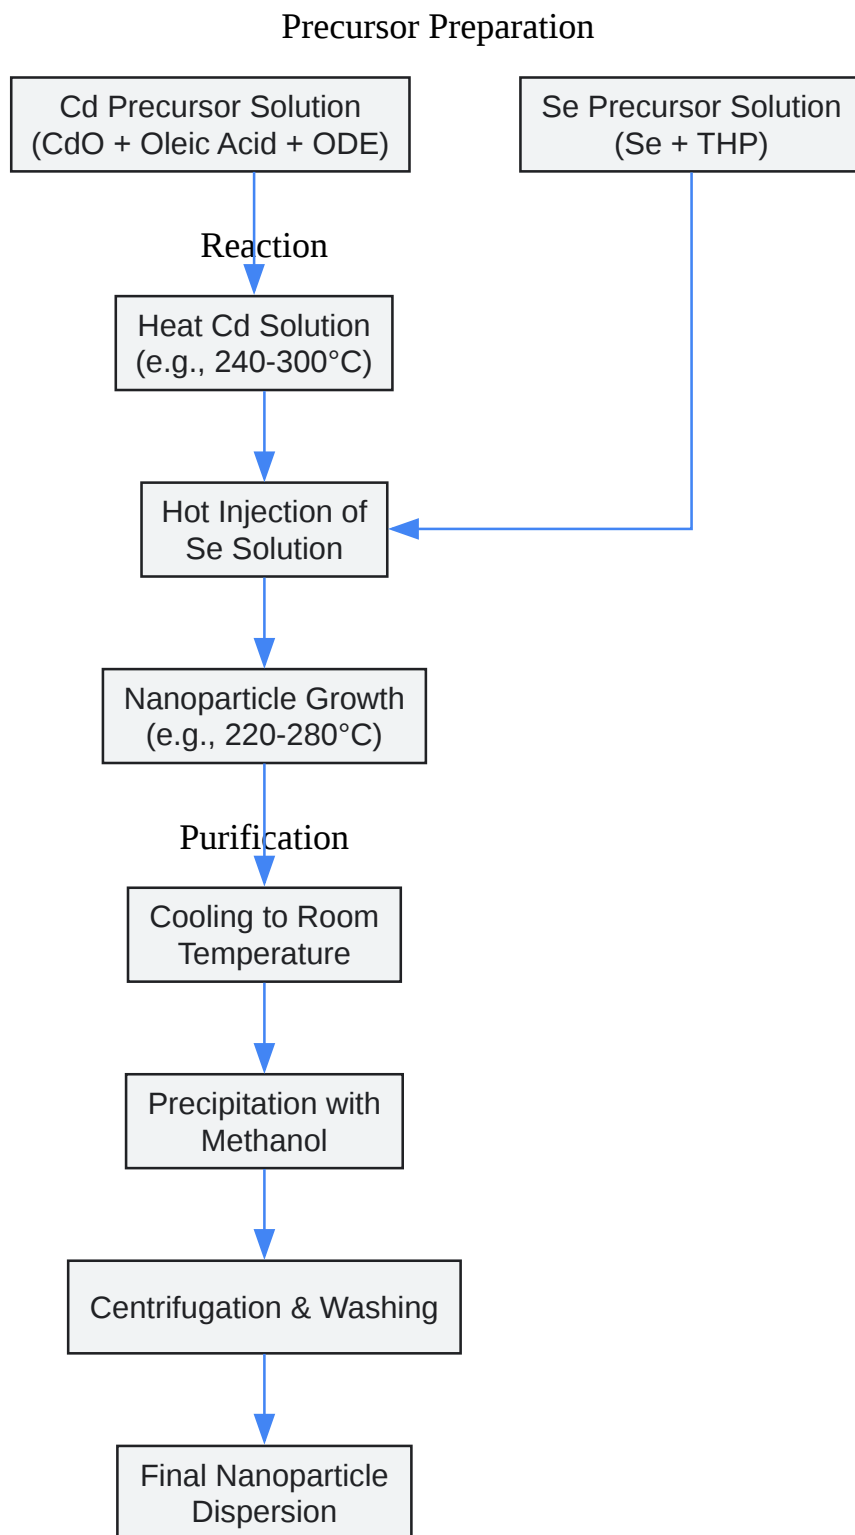 Precursor Preparation
Cd Precursor Solution
(CdO + Oleic Acid + ODE)
Se Precursor Solution
(Se + THP)
Reaction
Heat Cd Solution
(e.g., 240-300°C)
Hot Injection of
Se Solution
Nanoparticle Growth
(e.g., 220-280°C)
Purification
Cooling to Room
Temperature
Precipitation with
Methanol
Centrifugation & Washing
Final Nanoparticle
Dispersion